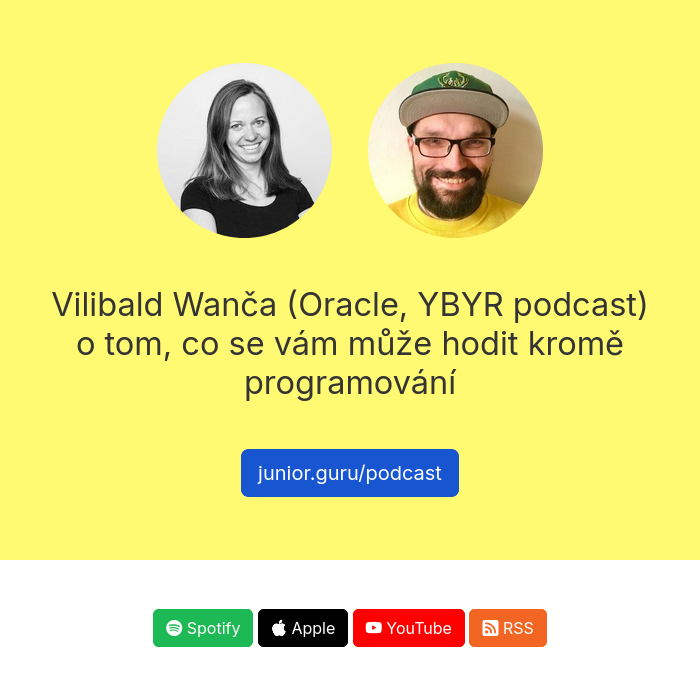 Vilibald Wanča (Oracle, YBYR podcast)
o tom, co se vám může hodit kromě
programování
junior.guru/podcast
Spotify Apple YouTube RSS